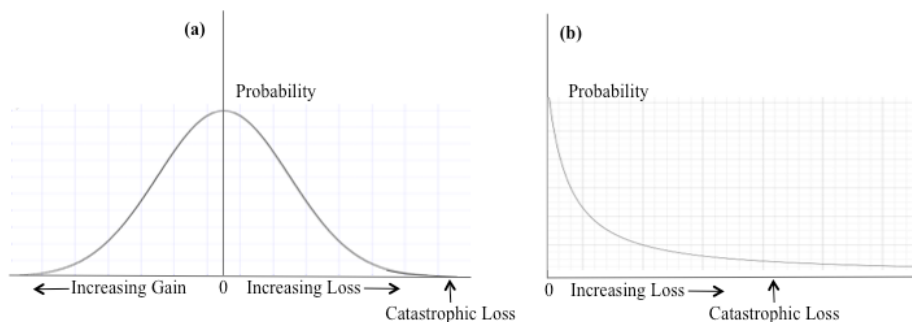 (a)
Probability
Increasing Gain 0 Increasing Loss
Catastrophic Loss
(b)
Probability
0 Increasing Loss
Catastrophic Loss